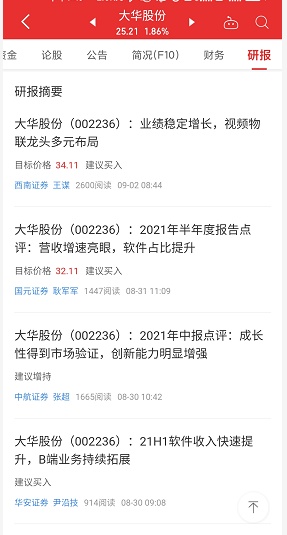 大华股份
25.21 1.86%
资金 论股 公告 简况(F10) 财务 研报
研报摘要
大华股份（002236）：业绩稳定增长，视频物
联龙头多元布局
目标价格 34.11 建议买入
西南证券 王谋 2600阅读 09-02 08:44
大华股份（002236）：2021年半年度报告点
评：营收增速亮眼，软件占比提升
目标价格 32.11 建议买入
国元证券 耿军军 1447阅读 08-31 11:09
大华股份（002236）：2021年中报点评：成长
性得到市场验证，创新能力明显增强
建议增持
中航证券 张超 1665阅读 08-30 10:42
大华股份（002236）：21H1软件收入快速提
升，B端业务持续拓展
建议买入
华安证券 尹沿技 914阅读 08-30 09:08